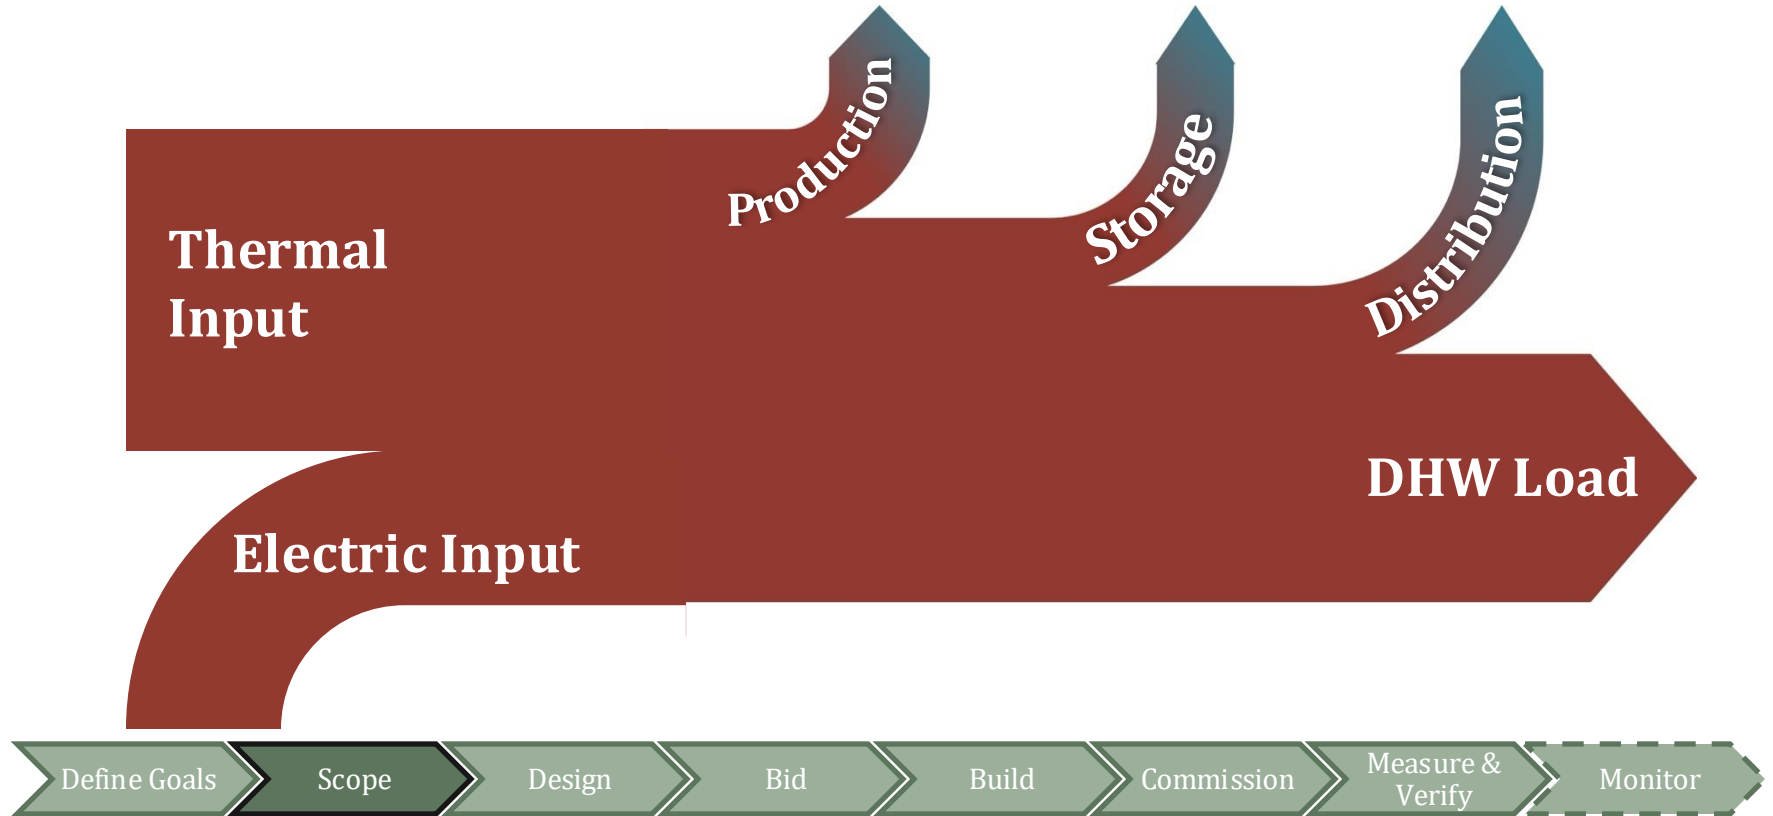 Production
Storage
Distribution
Thermal
Input
DHW Load
Electric Input
Define Goals
Scope
Design
Bid
Build
Commission
Measure &
Verify
Monitor